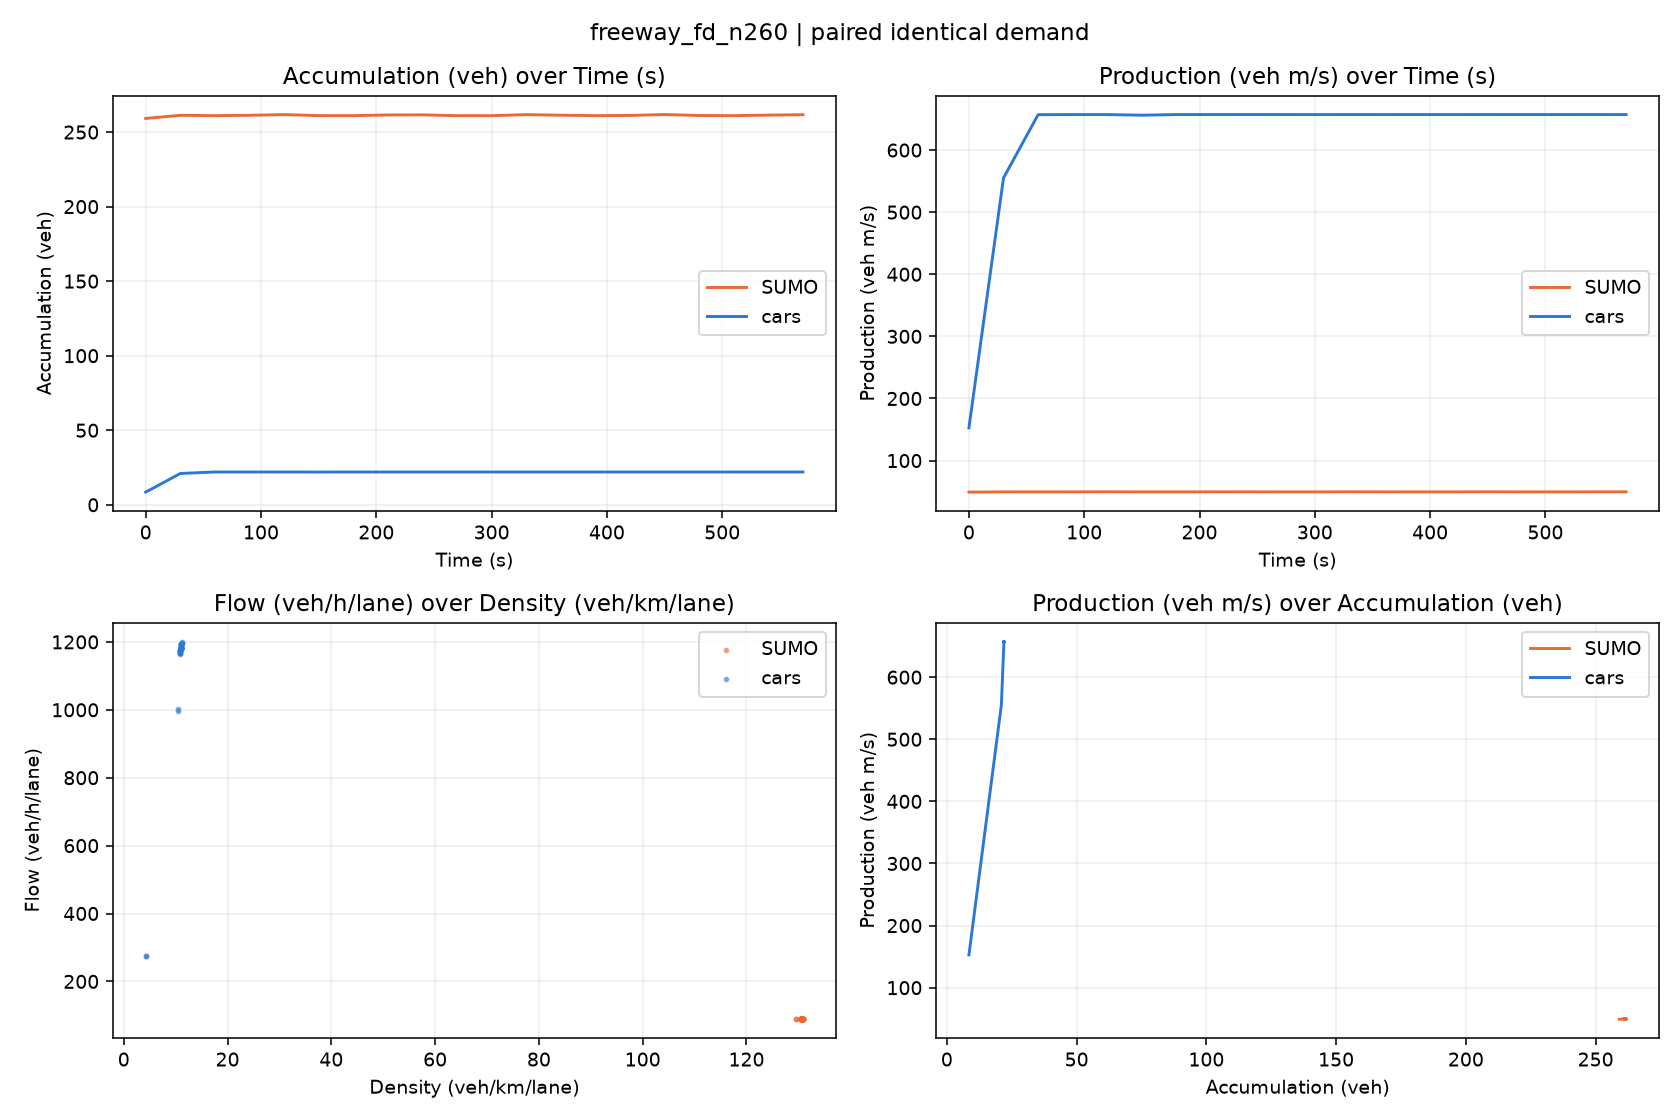 freeway_fd_n260 | paired identical demand
Accumulation (veh) over Time (s)
Accumulation (veh)
250
200
150
100
50
0
SUMO
cars
0 100 200 300 400 500
Time (s)
Production (veh m/s) over Time (s)
Production (veh m/s)
600
500
400
300
200
100
SUMO
cars
0 100 200 300 400 500
Time (s)
Flow (veh/h/lane) over Density (veh/km/lane)
Flow (veh/h/lane)
1200
1000
800
600
400
200
SUMO
cars
0 20 40 60 80 100 120
Density (veh/km/lane)
Production (veh m/s) over Accumulation (veh)
Production (veh m/s)
600
500
400
300
200
100
SUMO
cars
0 50 100 150 200 250
Accumulation (veh)